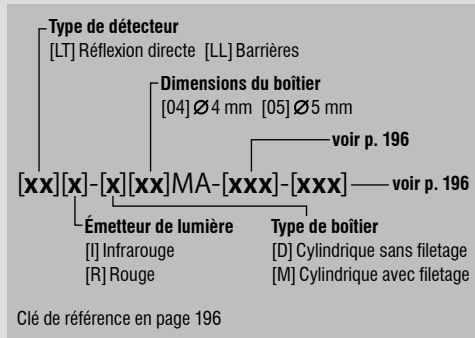 Type de détecteur
[LT] Réflexion directe [LL] Barrières
Dimensions du boîtier
[04] Ø 4 mm [05] Ø 5 mm
voir p. 196
[xx][x]-[x][xx]MA-[xxx]-[xxx] voir p. 196
Émetteur de lumière
[I] Infrarouge
[R] Rouge
Type de boîtier
[D] Cylindrique sans filetage
[M] Cylindrique avec filetage
Clé de référence en page 196